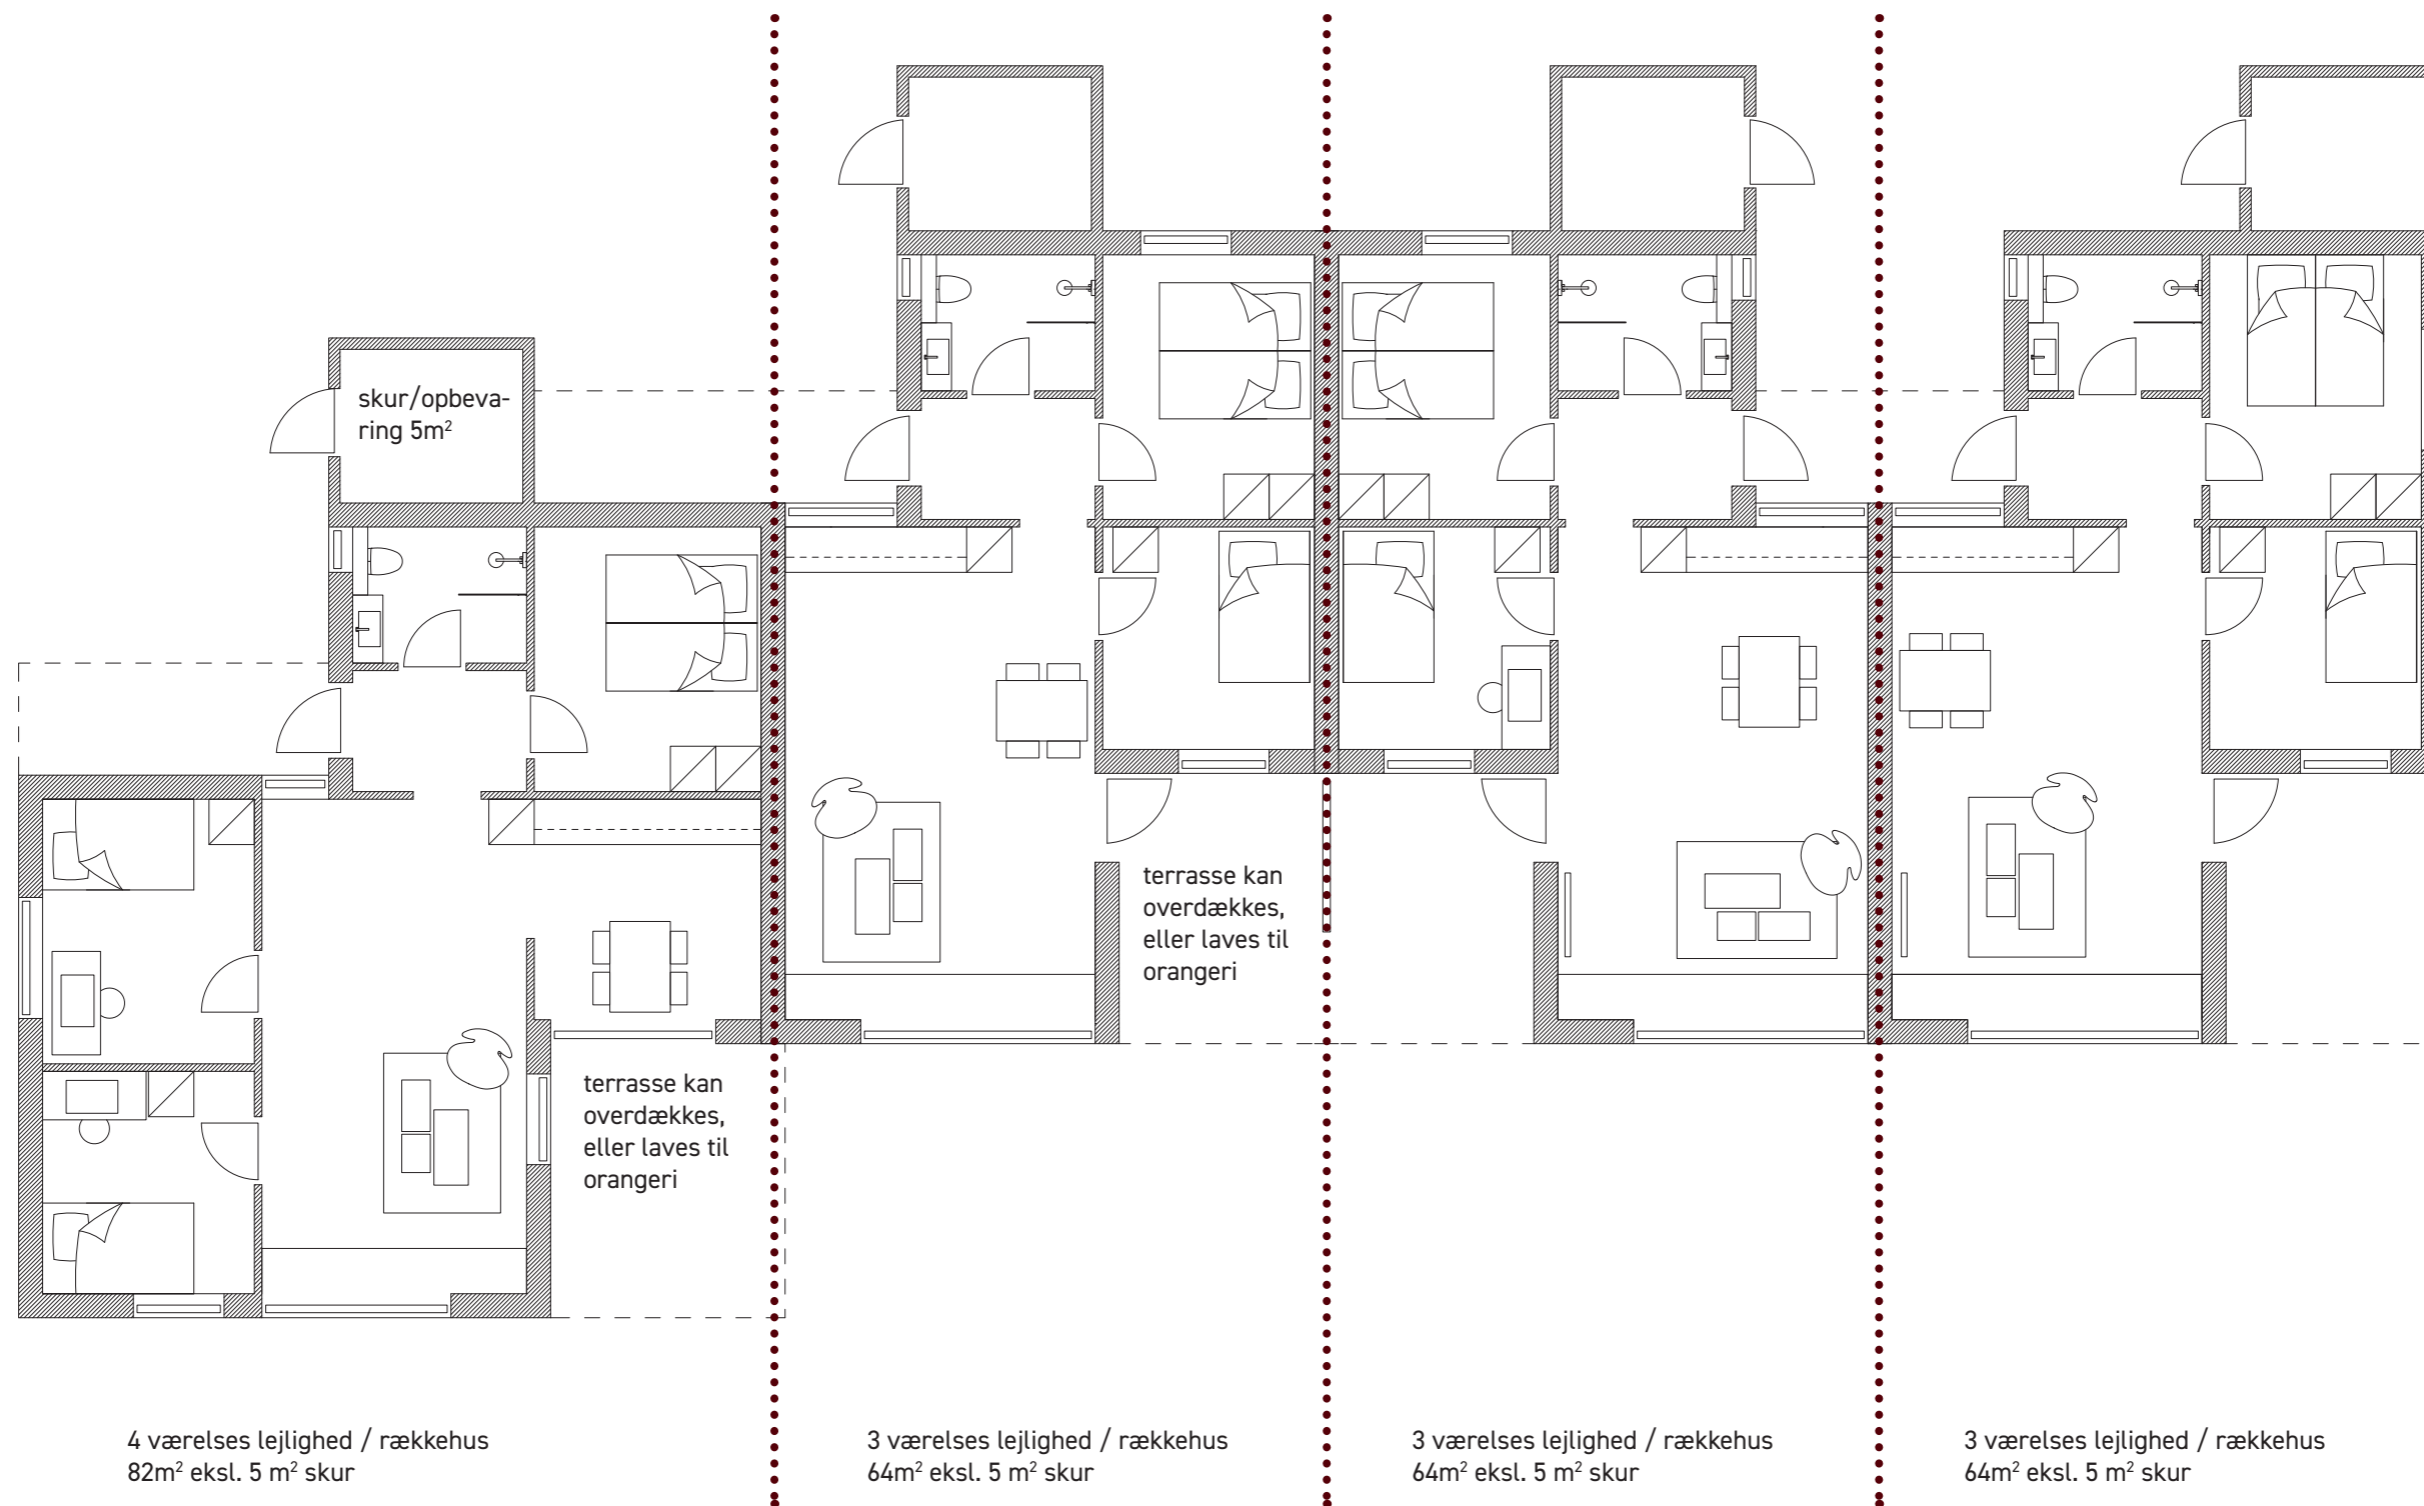 skur/opbeva-
ring 5m²
terrasse kan
overdækkes,
eller laves til
orangeri
terrasse kan
overdækkes,
eller laves til
orangeri
4 værelses lejlighed / rækkehus
82m² eksl. 5 m² skur
3 værelses lejlighed / rækkehus
64m² eksl. 5 m² skur
3 værelses lejlighed / rækkehus
64m² eksl. 5 m² skur
3 værelses lejlighed / rækkehus
64m² eksl. 5 m² skur